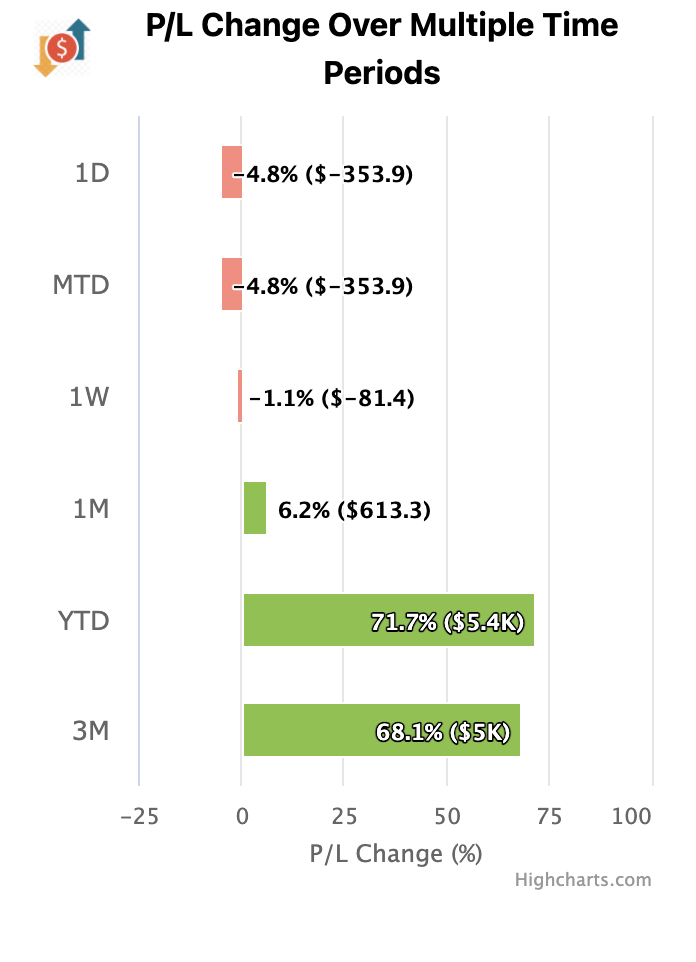 $
P/L Change Over Multiple Time
Periods
1D
−4.8% ($−353.9)
MTD
−4.8% ($−353.9)
1W
−1.1% ($−81.4)
1M
6.2% ($613.3)
YTD
71.7% ($5.4K)
3M
68.1% ($5K)
−25 0 25 50 75 100
P/L Change (%)
Highcharts.com